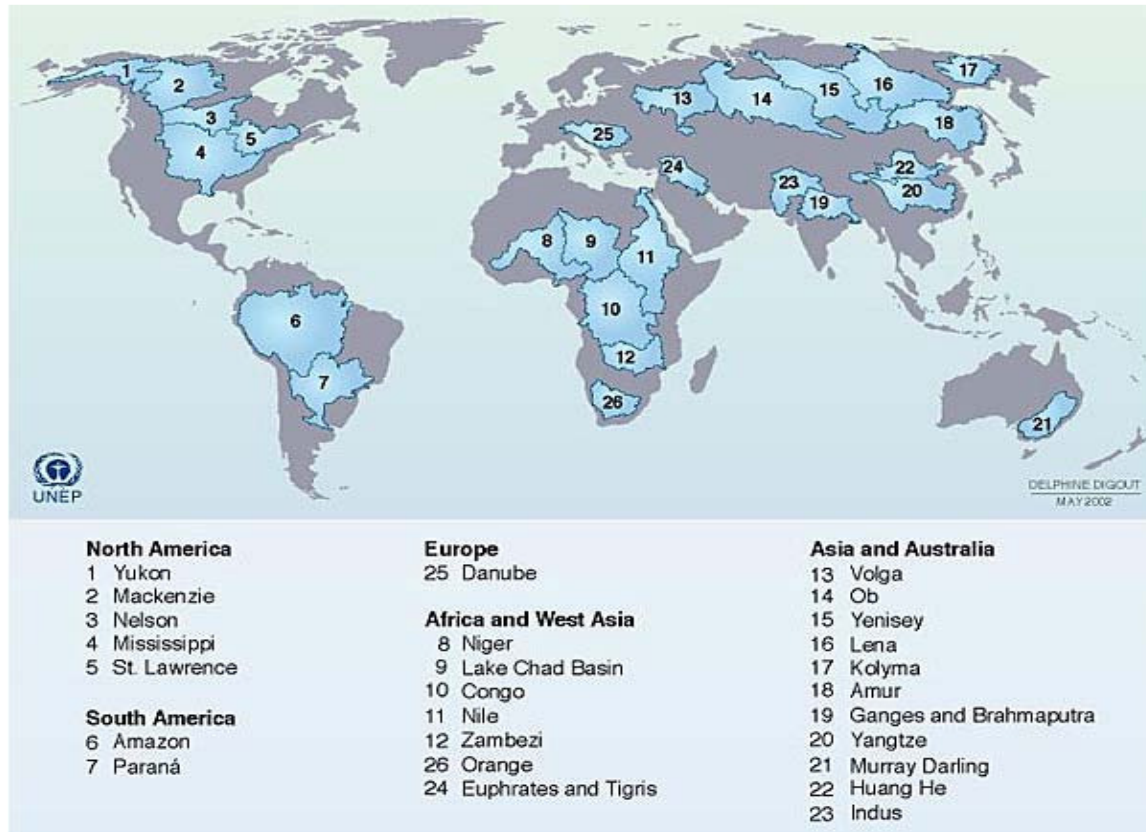 1
2
3
4
5
6
7
8
9
10
11
12
13
14
15
16
17
18
19
20
21
22
23
24
25
26
UNEP
DELPHINE DIGOUT
MAY 2002
North America
1 Yukon
2 Mackenzie
3 Nelson
4 Mississippi
5 St. Lawrence
South America
6 Amazon
7 Paraná
Europe
25 Danube
Africa and West Asia
8 Niger
9 Lake Chad Basin
10 Congo
11 Nile
12 Zambezi
26 Orange
24 Euphrates and Tigris
Asia and Australia
13 Volga
14 Ob
15 Yenisey
16 Lena
17 Kolyma
18 Amur
19 Ganges and Brahmaputra
20 Yangtze
21 Murray Darling
22 Huang He
23 Indus